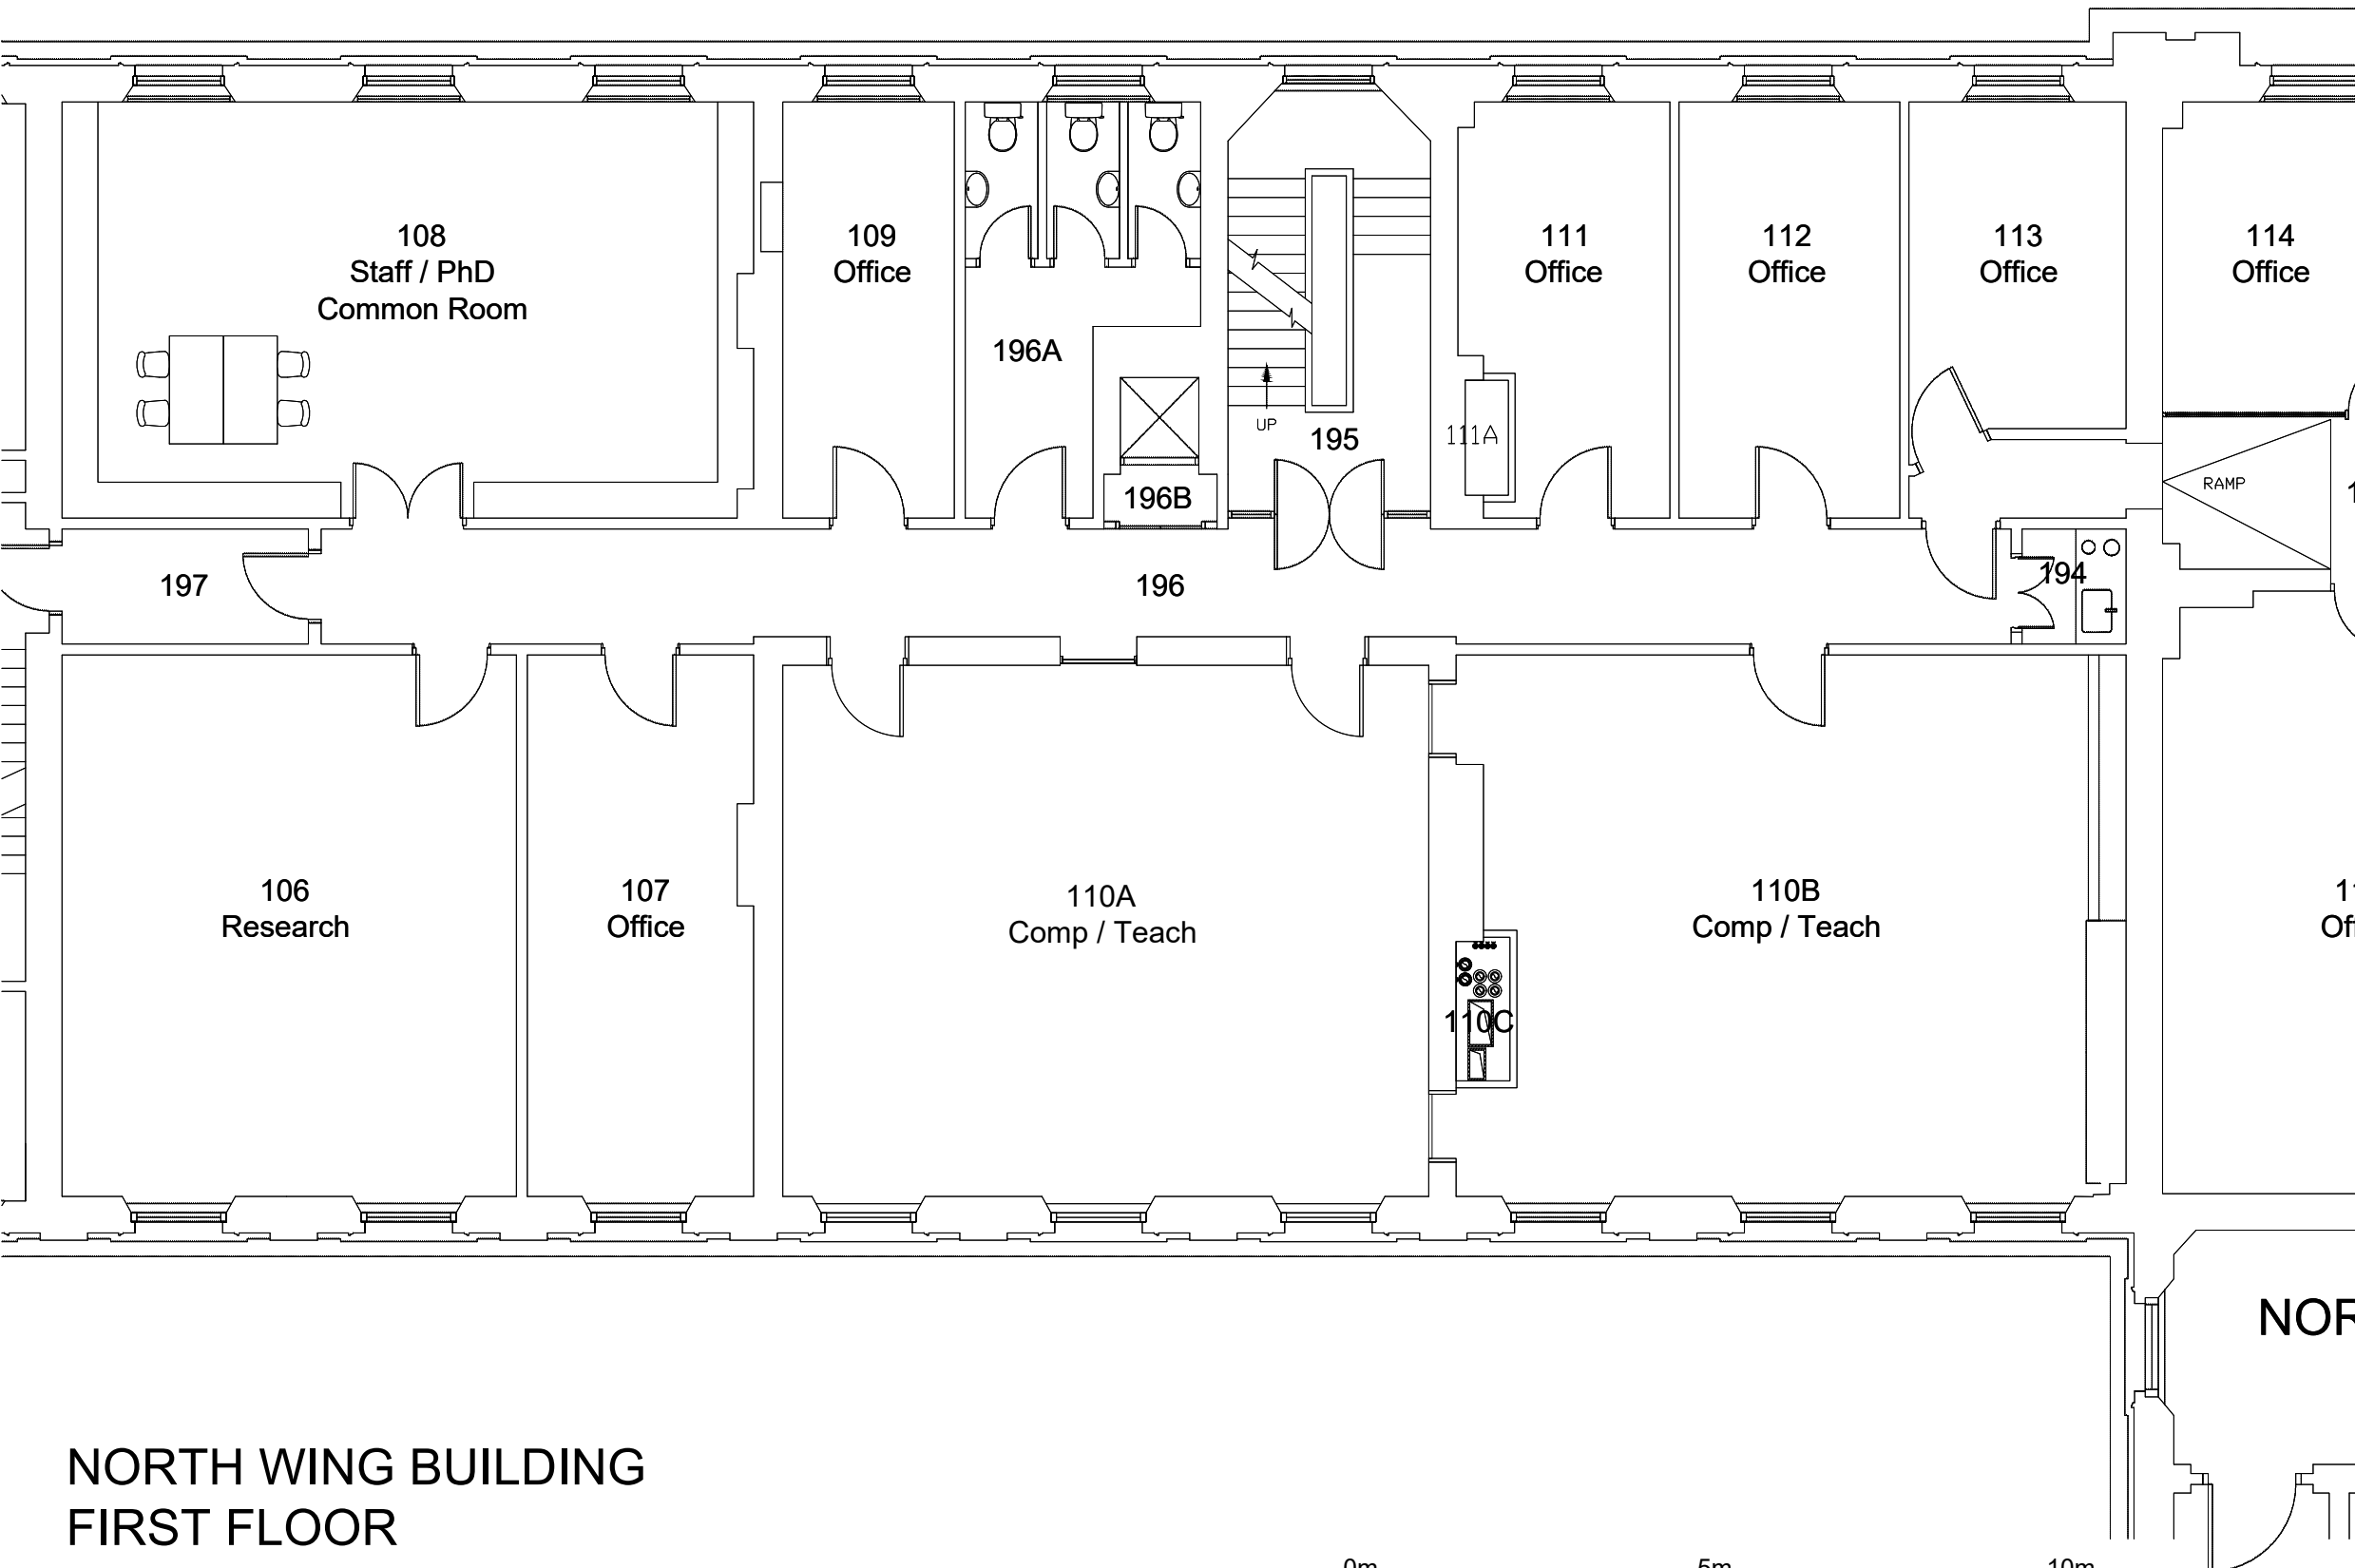 108
Staff / PhD
Common Room
109
Office
196A
196B
UP
195
111A
111
Office
112
Office
113
Office
114
Office
RAMP
197
196
194
106
Research
107
Office
110A
Comp / Teach
110B
Comp / Teach
110C
NORTH WING BUILDING
FIRST FLOOR
0m 5m 10m